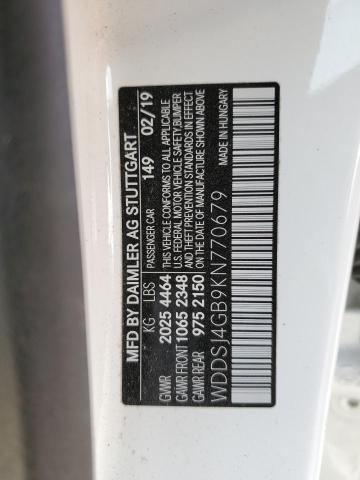 MFD BY DAIMLER AG STUTTGART
PASSENGER CAR 149 02/19
KG LBS
GVWR 2025 4464
GAWR FRONT 1065 2348
GAWR REAR 975 2150
THIS VEHICLE CONFORMS TO ALL APPLICABLE
U.S. FEDERAL MOTOR VEHICLE SAFETY, BUMPER
AND THEFT PREVENTION STANDARDS IN EFFECT
ON THE DATE OF MANUFACTURE SHOWN ABOVE
MADE IN HUNGARY
WDDSJ4GB9KN770679